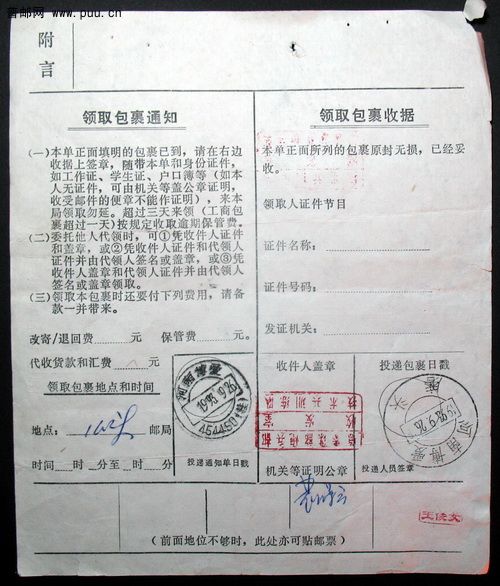 普邮网 www.puu.cn
附言
领取包裹通知
(一)本单正面填明的包裹已到，请在右边
收据上签章，随带本单和身份证件，
如工作证、学生证、户口簿等(如本
人无证件，可由机关等盖公章证明，
收受邮件的便章不能作证明)，来本
局领取勿延。超过三天来领(工商包
裹超过一天)按规定收取逾期保管费。
(二)委托他人代领时，可①凭收件人证件
和盖章，或②凭收件人证件和代领人
证件并由代领人签名或盖章，或③凭
收件人盖章和代领人证件并由代领人
签名或盖章领取。
(三)领取本包裹时还要付下列费用，请备
款一并带来。
改寄/退回费 元 保管费 元
代收货款和汇费 元
领取包裹地点和时间
地点： 邮局
时间 时 分至 时 分
河南博爱
1993.9.26
A54450(投)
投递通知单日戳
领取包裹收据
本单正面所列的包裹原封无损，已经妥
收。
领取人证件节目
证件名称：
证件号码：
发证机关：
收件人盖章
机关等证明公章
投递包裹日戳
1993.9.26
河南博爱
投递人员签章
(前面地位不够时，此处亦可贴邮票)